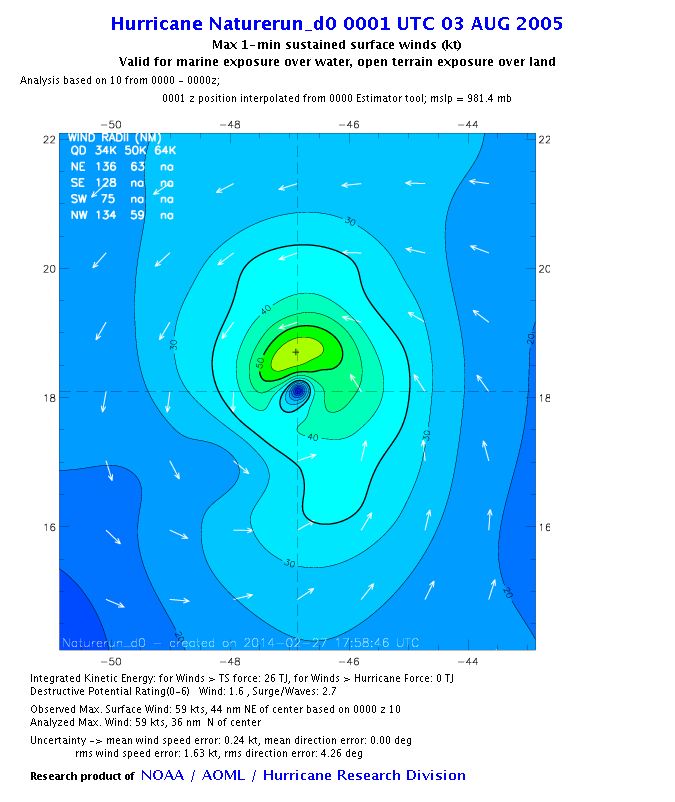 Hurricane Naturerun_d0 0001 UTC 03 AUG 2005
Max 1-min sustained surface winds (kt)
Valid for marine exposure over water, open terrain exposure over land
Analysis based on 10 from 0000 - 0000z;
0001 z position interpolated from 0000 Estimator tool; mslp = 981.4 mb
-50 -48 -46 -44
22 22
WIND RADII (NM)
QD 34K 50K 64K
NE 136 63 na
SE 128 na na
SW 75 na na
NW 134 59 na
30
20 20
40
30 20
50
18 18
40 30
16 16
30
20
20
Naturerun_d0 - created on 2014-02-27 17:58:46 UTC
-50 -48 -46 -44
Integrated Kinetic Energy: for Winds > TS force: 26 TJ, for Winds > Hurricane Force: 0 TJ
Destructive Potential Rating(0-6) Wind: 1.6 , Surge/Waves: 2.7
Observed Max. Surface Wind: 59 kts, 44 nm NE of center based on 0000 z 10
Analyzed Max. Wind: 59 kts, 36 nm N of center
Uncertainty -> mean wind speed error: 0.24 kt, mean direction error: 0.00 deg
rms wind speed error: 1.63 kt, rms direction error: 4.26 deg
Research product of NOAA / AOML / Hurricane Research Division